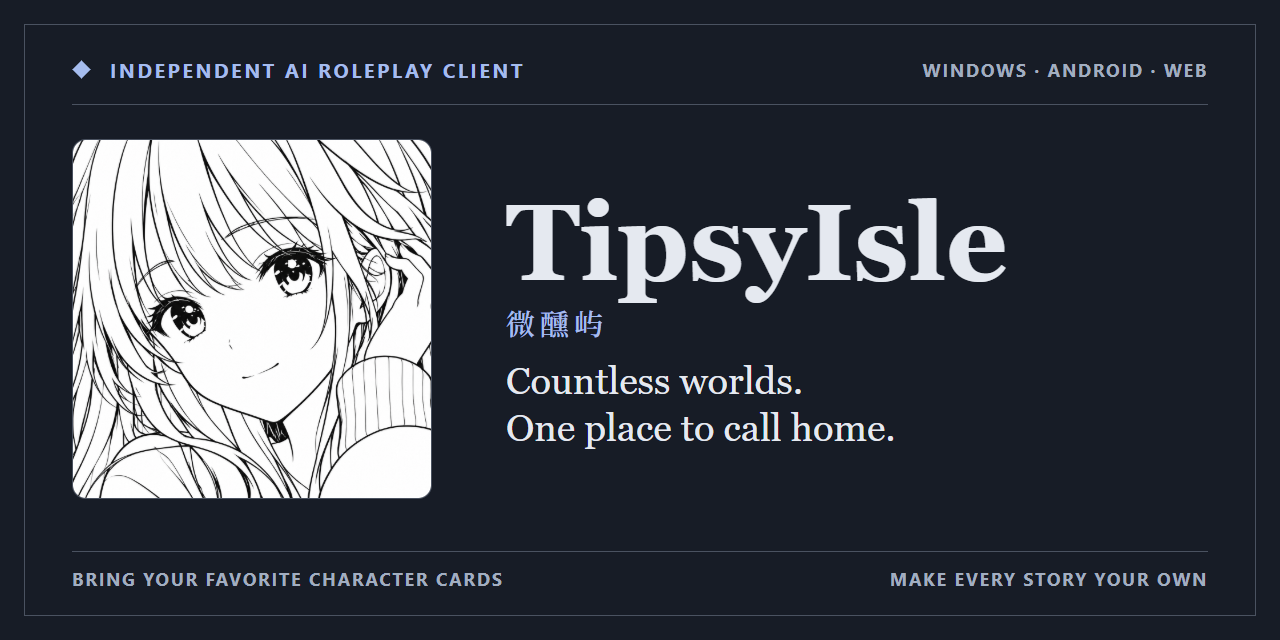 INDEPENDENT AI ROLEPLAY CLIENT
WINDOWS · ANDROID · WEB
TipsyIsle
微醺屿
Countless worlds.
One place to call home.
BRING YOUR FAVORITE CHARACTER CARDS
MAKE EVERY STORY YOUR OWN